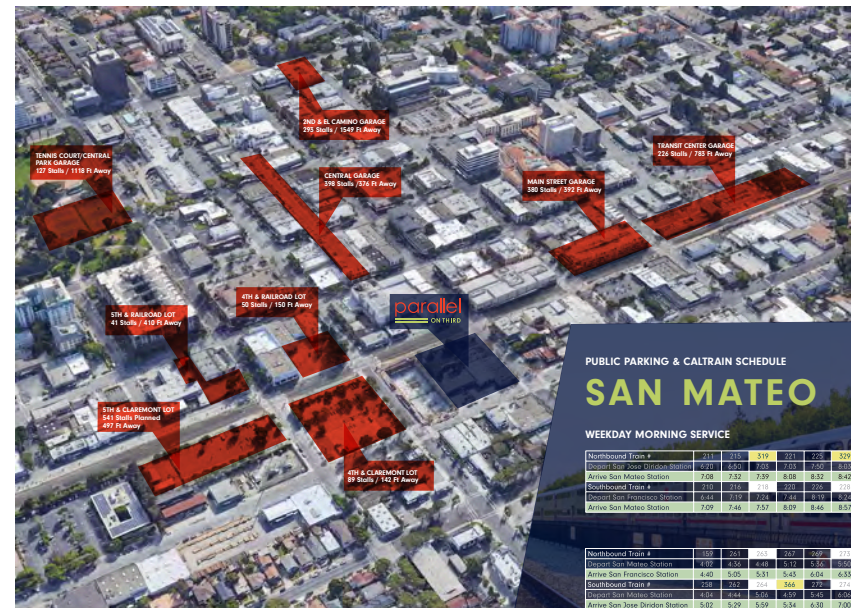 2ND & EL CAMINO GARAGE
293 Stalls / 1549 Ft Away
TENNIS COURT/CENTRAL
PARK GARAGE
127 Stalls / 1118 Ft Away
CENTRAL GARAGE
398 Stalls /376 Ft Away
TRANSIT CENTER GARAGE
226 Stalls / 783 Ft Away
MAIN STREET GARAGE
380 Stalls / 392 Ft Away
4TH & RAILROAD LOT
50 Stalls / 150 Ft Away
5TH & RAILROAD LOT
41 Stalls / 410 Ft Away
parallel
ON THIRD
5TH & CLAREMONT LOT
541 Stalls Planned
497 Ft Away
4TH & CLAREMONT LOT
89 Stalls / 142 Ft Away
PUBLIC PARKING & CALTRAIN SCHEDULE
SAN MATEO
WEEKDAY MORNING SERVICE
Northbound Train # 211 215 319 221 225 329
Depart San Jose Diridon Station 6:20 6:50 7:03 7:03 7:50 8:03
Arrive San Mateo Station 7:08 7:32 7:39 8:08 8:32 8:42
Southbound Train # 210 216 218 220 226 228
Depart San Francisco Station 6:44 7:19 7:24 7:44 8:19 8:24
Arrive San Mateo Station 7:09 7:46 7:57 8:09 8:46 8:57
Northbound Train # 159 261 263 267 269 273
Depart San Mateo Station 4:02 4:36 4:48 5:12 5:36 5:50
Arrive San Francisco Station 4:40 5:05 5:31 5:43 6:04 6:33
Southbound Train # 258 262 264 366 272 274
Depart San Mateo Station 4:04 4:44 5:06 4:59 5:45 6:06
Arrive San Jose Diridon Station 5:02 5:29 5:59 5:34 6:30 7:00